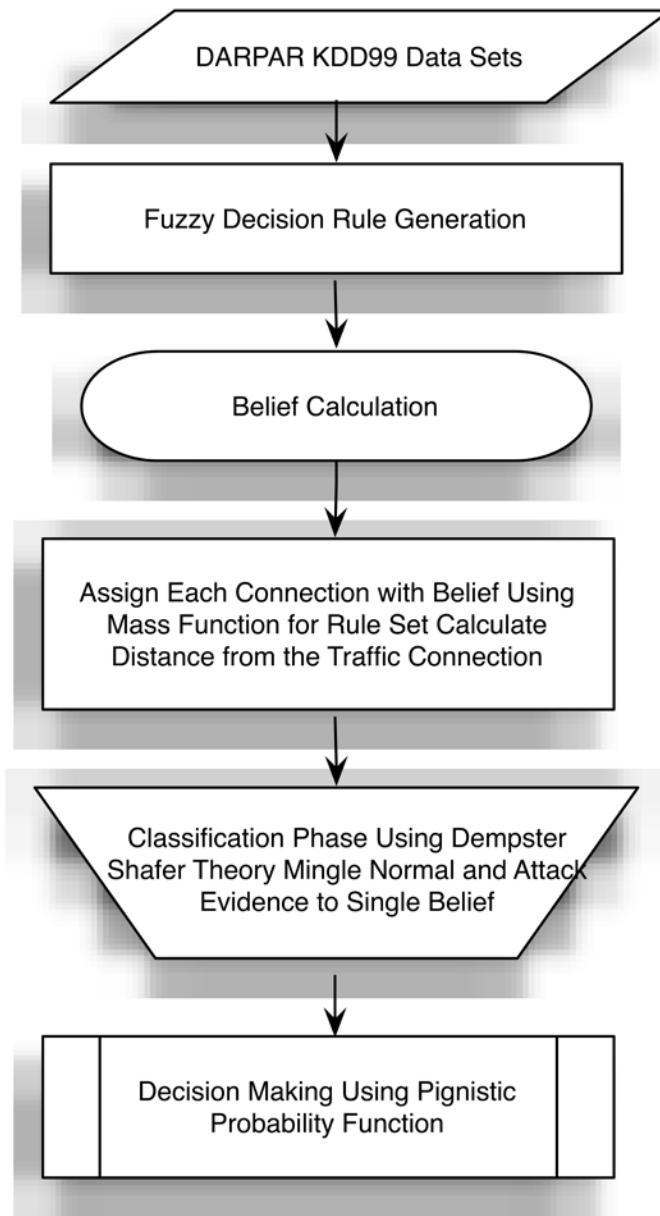 DARPAR KDD99 Data Sets
Fuzzy Decision Rule Generation
Belief Calculation
Assign Each Connection with Belief Using
Mass Function for Rule Set Calculate
Distance from the Traffic Connection
Classification Phase Using Dempster
Shafer Theory Mingle Normal and Attack
Evidence to Single Belief
Decision Making Using Pignistic
Probability Function